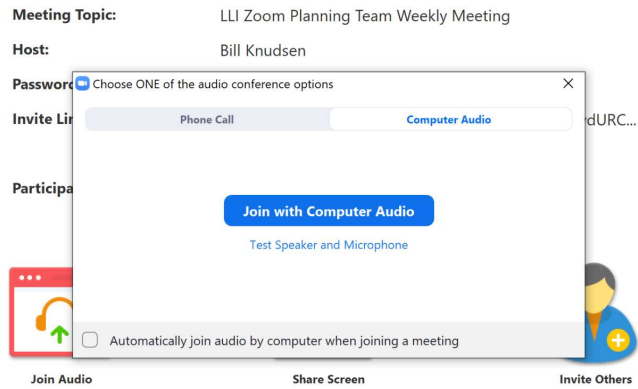 Meeting Topic: LLI Zoom Planning Team Weekly Meeting
Host: Bill Knudsen
Choose ONE of the audio conference options
Phone Call Computer Audio
Invite dURC...
Join with Computer Audio
Test Speaker and Microphone
Automatically join audio by computer when joining a meeting
Join Audio Share Screen Invite Others